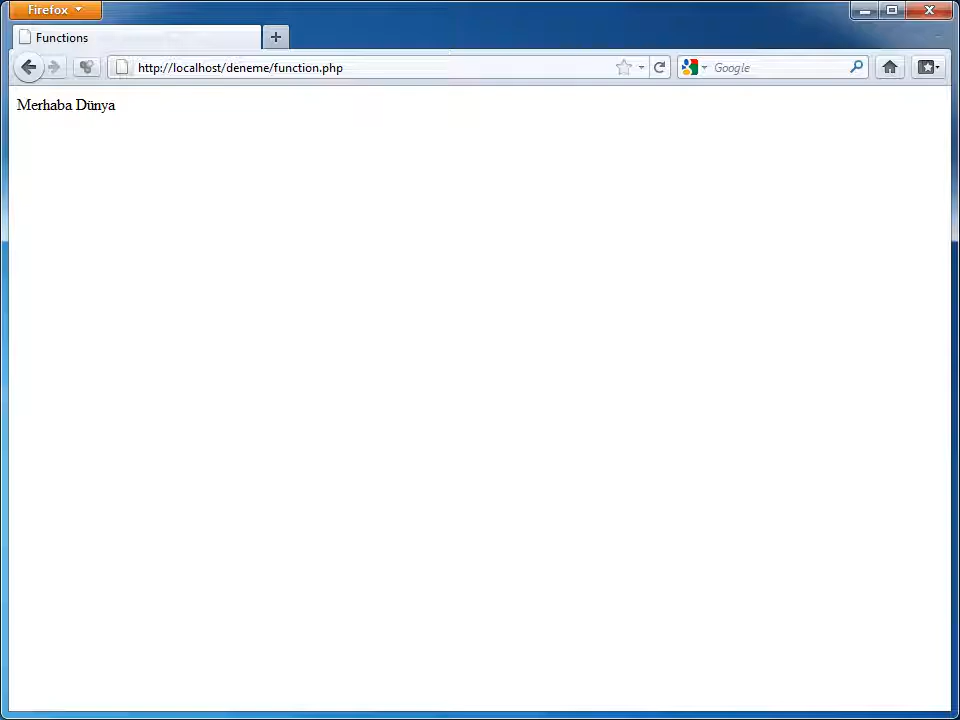 Firefox
Functions
http://localhost/deneme/function.php
Google
Merhaba Dünya